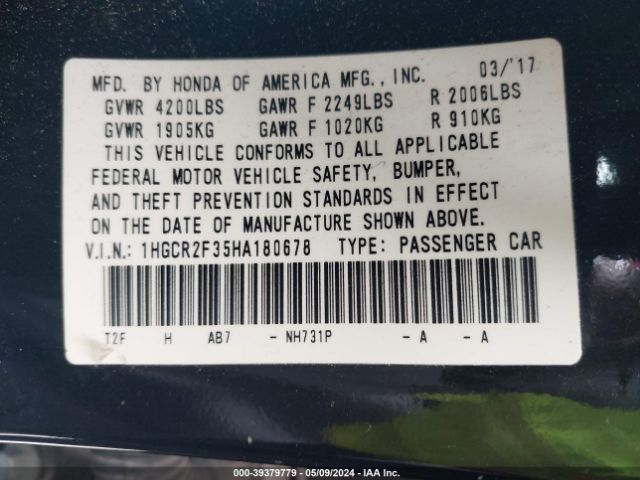 MFD. BY HONDA OF AMERICA MFG., INC. 03/'17
GVWR 4200LBS GAWR F 2249LBS R 2006LBS
GVWR 1905KG GAWR F 1020KG R 910KG
THIS VEHICLE CONFORMS TO ALL APPLICABLE
FEDERAL MOTOR VEHICLE SAFETY, BUMPER,
AND THEFT PREVENTION STANDARDS IN EFFECT
ON THE DATE OF MANUFACTURE SHOWN ABOVE.
V.I.N.: 1HGCR2F35HA180678 TYPE: PASSENGER CAR
T2F H AB7 - NH731P - A - A
000-39379779 - 05/09/2024 - IAA Inc.